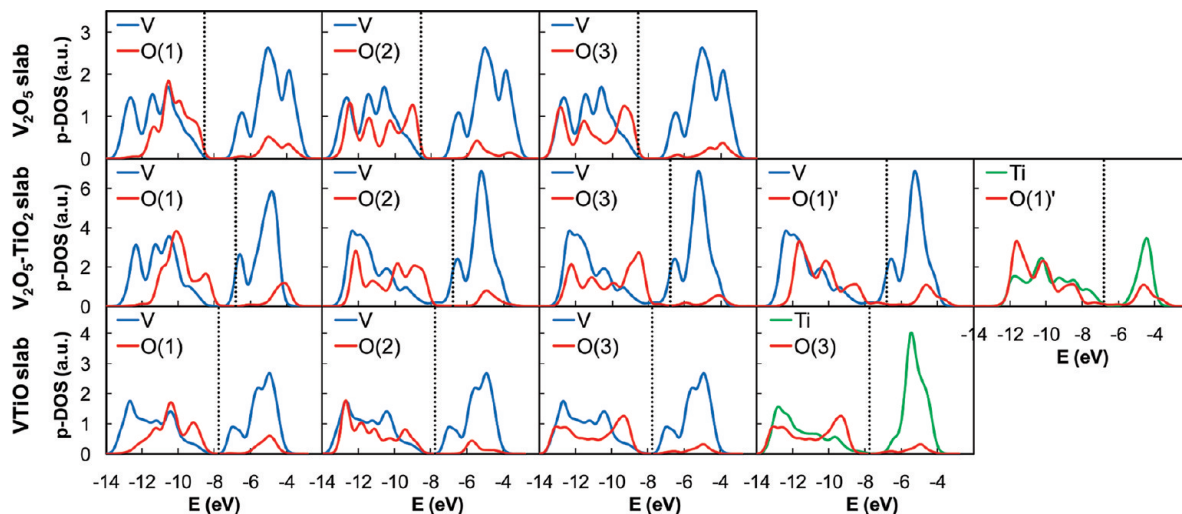 V₂O₅ slab
p-DOS (a.u.)
3
2
1
0
V
O(1)
V
O(2)
V
O(3)
V₂O₅-TiO₂ slab
p-DOS (a.u.)
6
4
2
0
V
O(1)
V
O(2)
V
O(3)
V
O(1)'
Ti
O(1)'
-14 -12 -10 -8 -6 -4
E (eV)
VTiO slab
p-DOS (a.u.)
4
3
2
1
0
V
O(1)
V
O(2)
V
O(3)
Ti
O(3)
-14 -12 -10 -8 -6 -4 -14 -12 -10 -8 -6 -4 -14 -12 -10 -8 -6 -4 -14 -12 -10 -8 -6 -4
E (eV) E (eV) E (eV) E (eV)